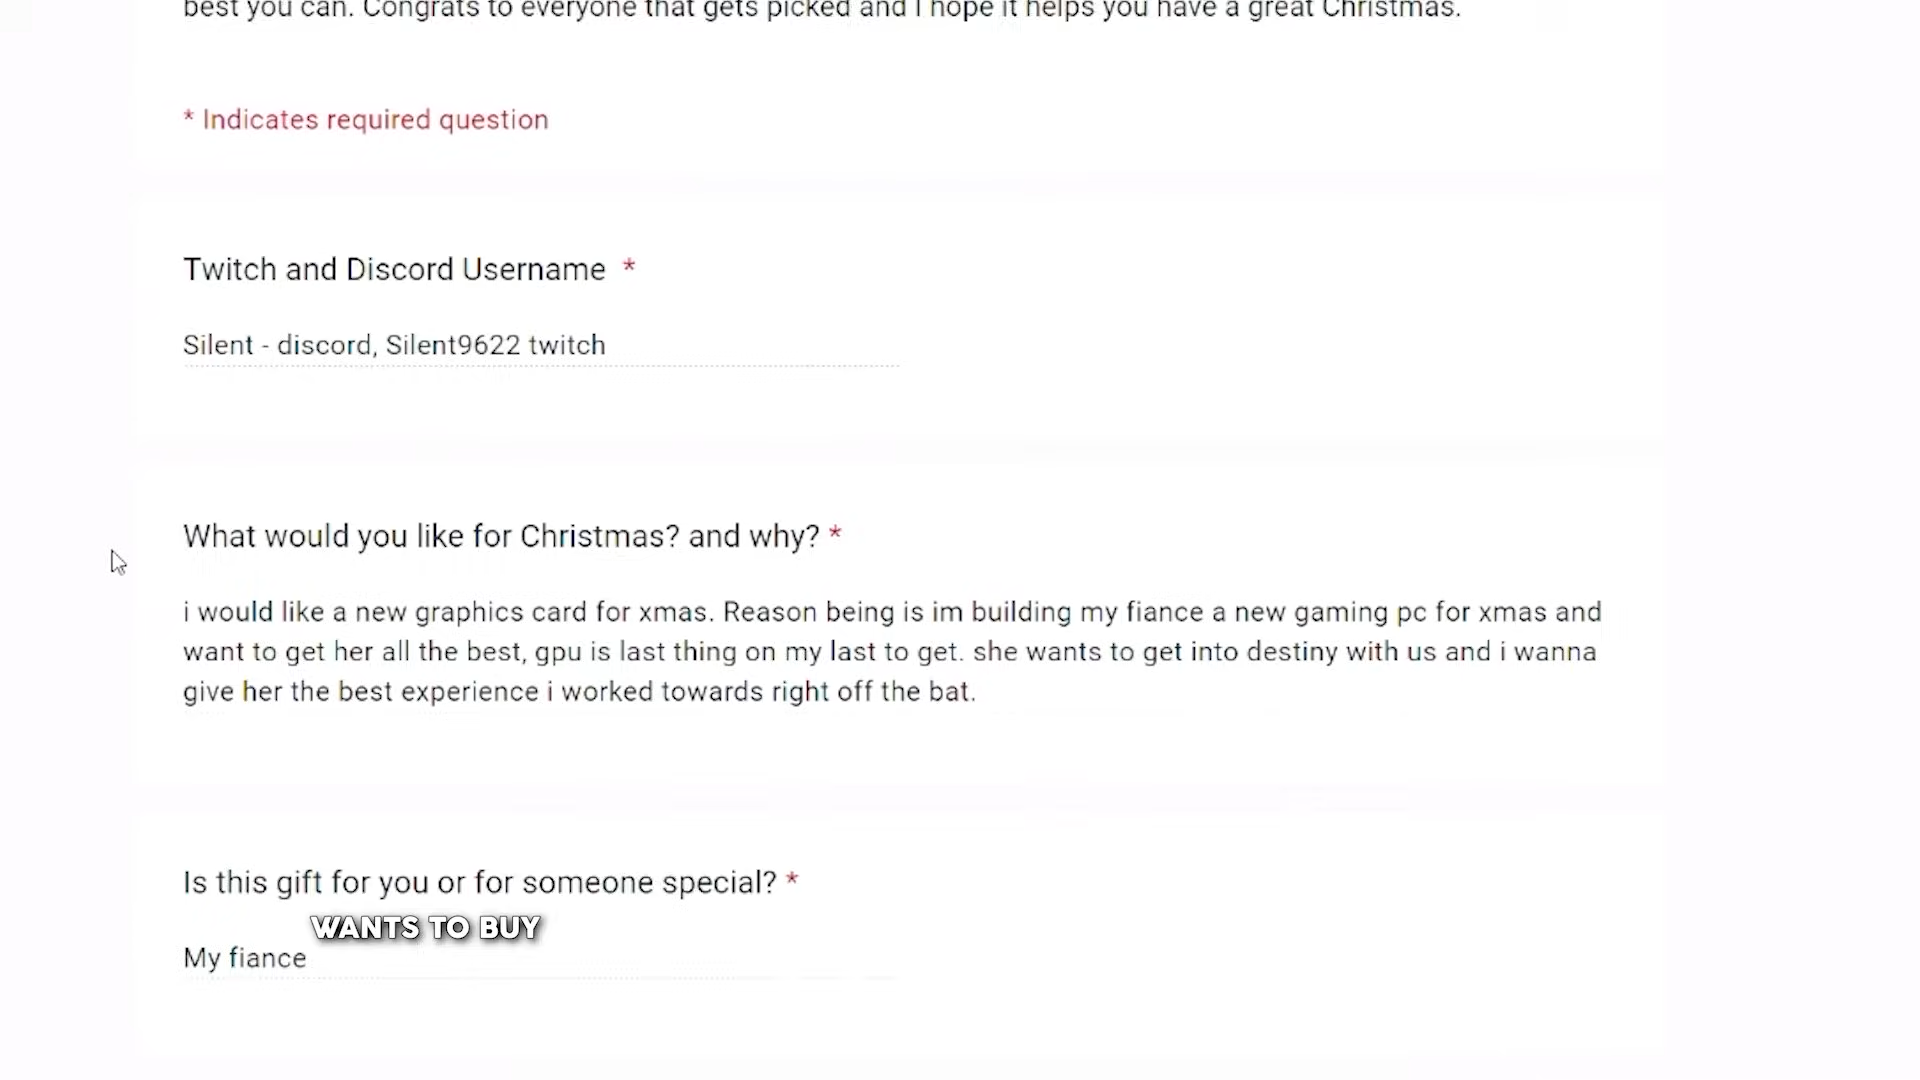 best you can. Congrats to everyone that gets picked and I hope it helps you have a great Christmas.
* Indicates required question
Twitch and Discord Username *
Silent - discord, Silent9622 twitch
What would you like for Christmas? and why? *
i would like a new graphics card for xmas. Reason being is im building my fiance a new gaming pc for xmas and
want to get her all the best, gpu is last thing on my last to get. she wants to get into destiny with us and i wanna
give her the best experience i worked towards right off the bat.
Is this gift for you or for someone special? *
WANTS TO BUY
My fiance